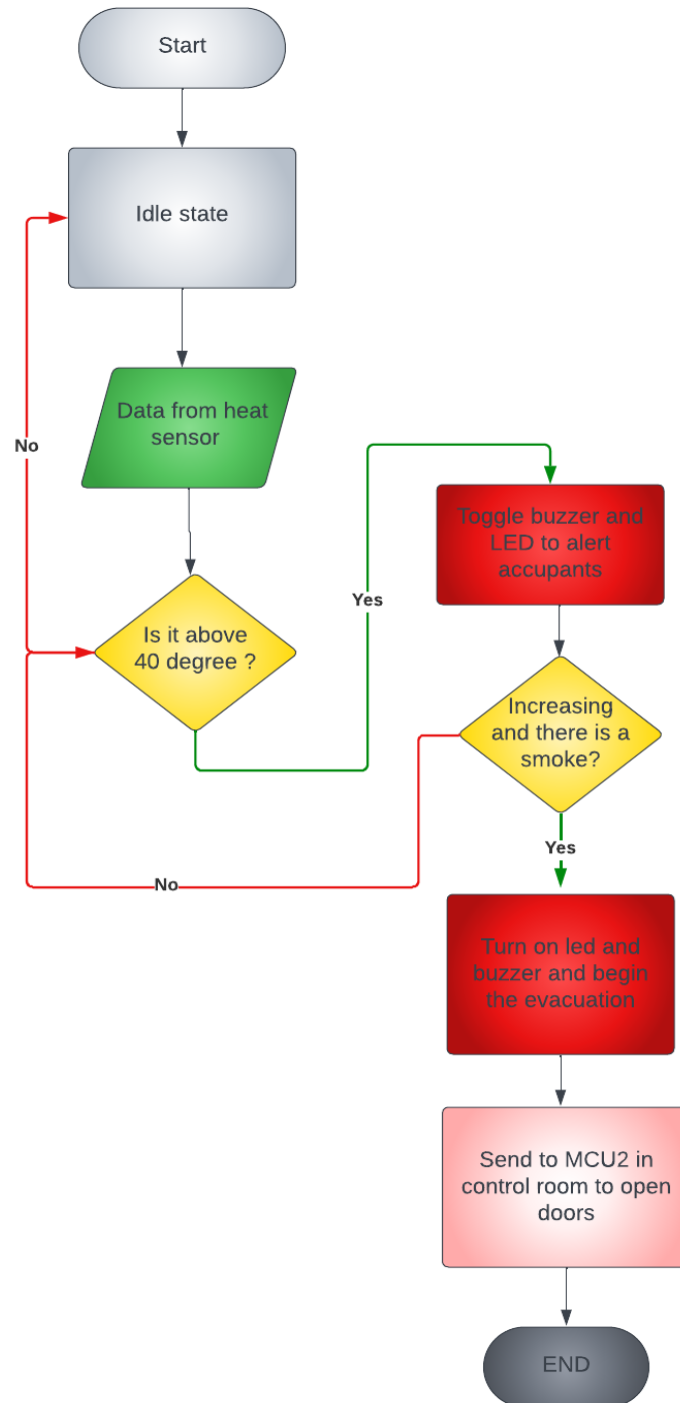 Start
Idle state
Data from heat
sensor
No
Is it above
40 degree ?
Yes
Toggle buzzer and
LED to alert
accupants
Increasing
and there is a
smoke?
No
Yes
Turn on led and
buzzer and begin
the evacuation
Send to MCU2 in
control room to open
doors
END